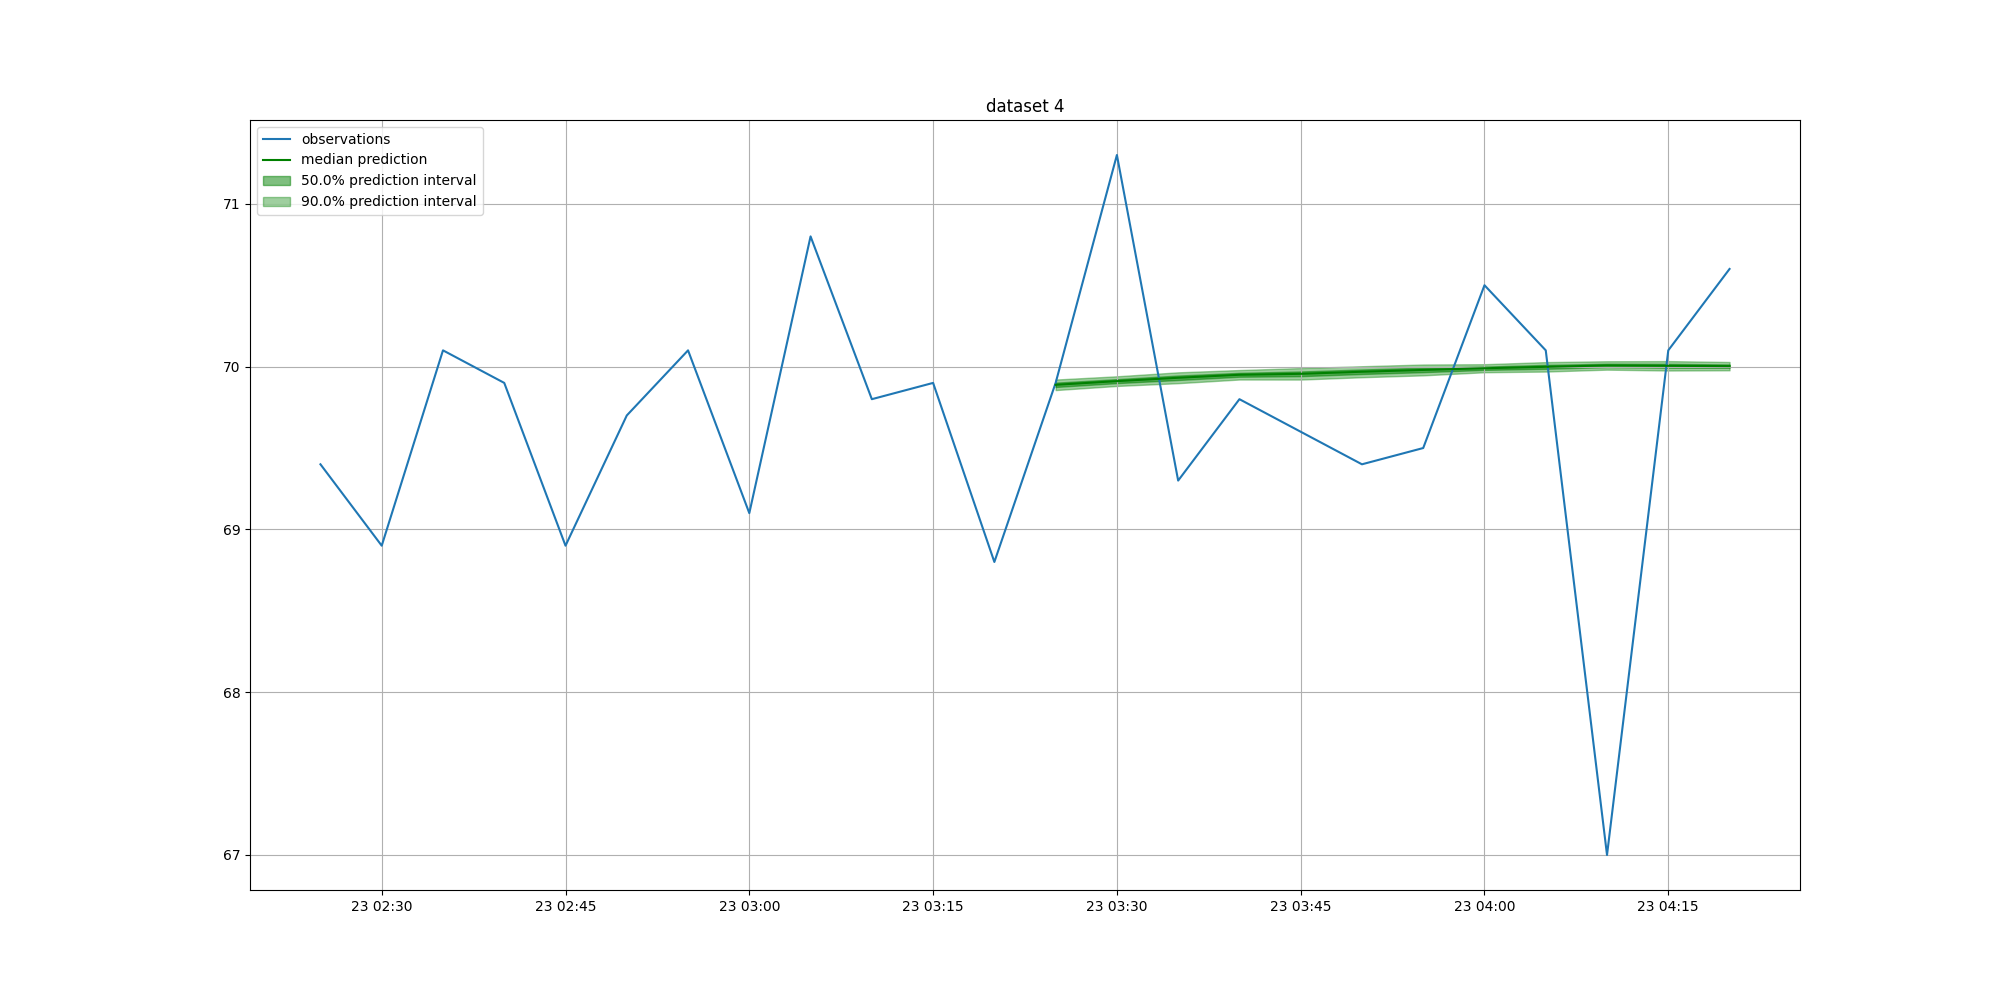 dataset 4
observations
median prediction
50.0% prediction interval
90.0% prediction interval
71
70
69
68
67
23 02:30
23 02:45
23 03:00
23 03:15
23 03:30
23 03:45
23 04:00
23 04:15